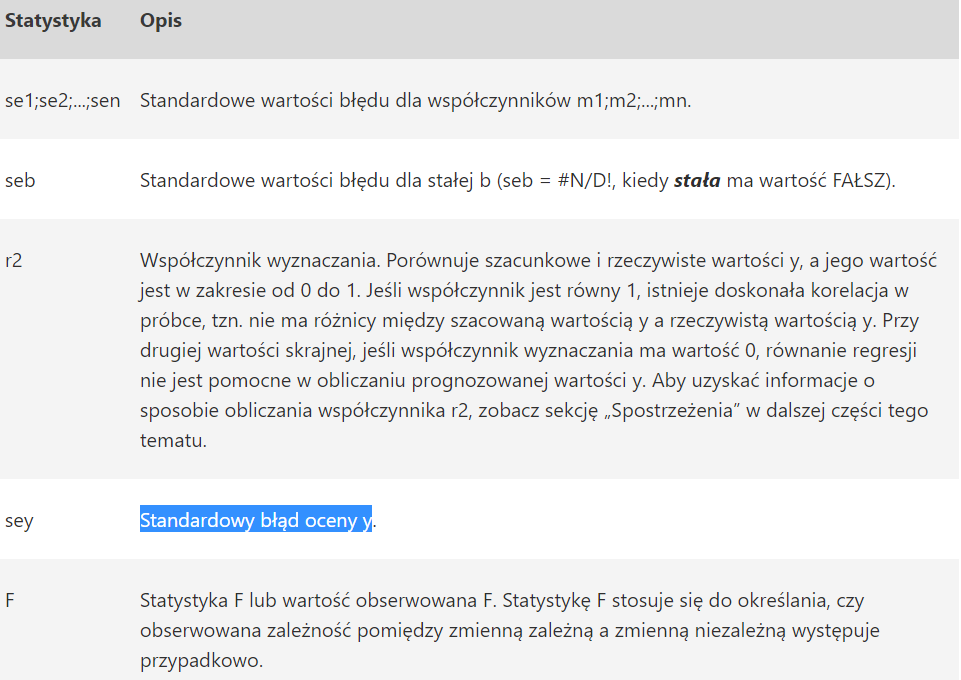 Statystyka Opis
se1;se2;...;sen Standardowe wartości błędu dla współczynników m1;m2;...;mn.
seb Standardowe wartości błędu dla stałej b (seb = #N/D!, kiedy stała ma wartość FAŁSZ).
r2 Współczynnik wyznaczania. Porównuje szacunkowe i rzeczywiste wartości y, a jego wartość
jest w zakresie od 0 do 1. Jeśli współczynnik jest równy 1, istnieje doskonała korelacja w
próbce, tzn. nie ma różnicy między szacowaną wartością y a rzeczywistą wartością y. Przy
drugiej wartości skrajnej, jeśli współczynnik wyznaczania ma wartość 0, równanie regresji
nie jest pomocne w obliczaniu prognozowanej wartości y. Aby uzyskać informacje o
sposobie obliczania współczynnika r2, zobacz sekcję „Spostrzeżenia” w dalszej części tego
tematu.
sey Standardowy błąd oceny y.
F Statystyka F lub wartość obserwowana F. Statystykę F stosuje się do określania, czy
obserwowana zależność pomiędzy zmienną zależną a zmienną niezależną występuje
przypadkowo.